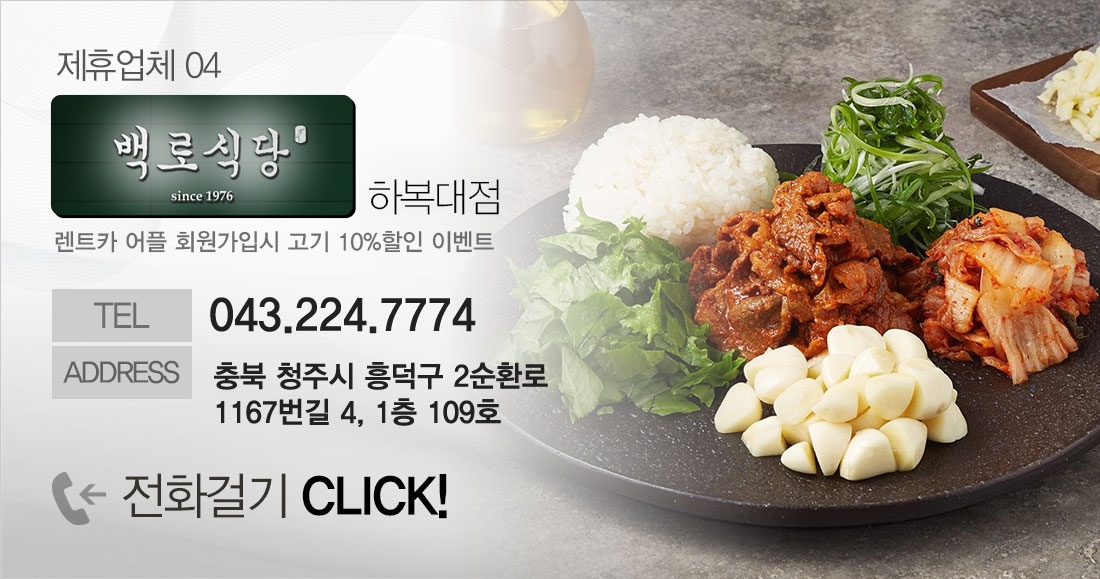 제휴업체 04
백로식당
since 1976
하복대점
렌트카 어플 회원가입시 고기 10%할인 이벤트
TEL 043.224.7774
ADDRESS 충북 청주시 흥덕구 2순환로
1167번길 4, 1층 109호
전화걸기 CLICK!